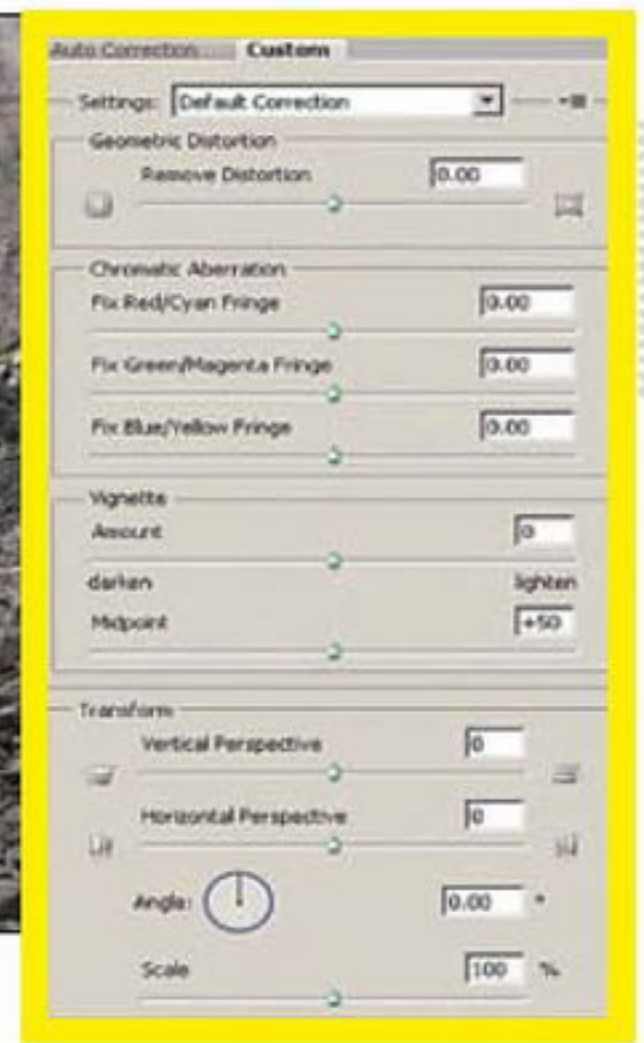 Auto Correction Custom
Settings: Default Correction
Geometric Distortion
Remove Distortion 0.00
Chromatic Aberration
Fix Red/Cyan Fringe 0.00
Fix Green/Magenta Fringe 0.00
Fix Blue/Yellow Fringe 0.00
Vignette
Amount 0
darken lighten
Midpoint +50
Transform
Vertical Perspective 0
Horizontal Perspective 0
Angle: 0.00 °
Scale 100 %